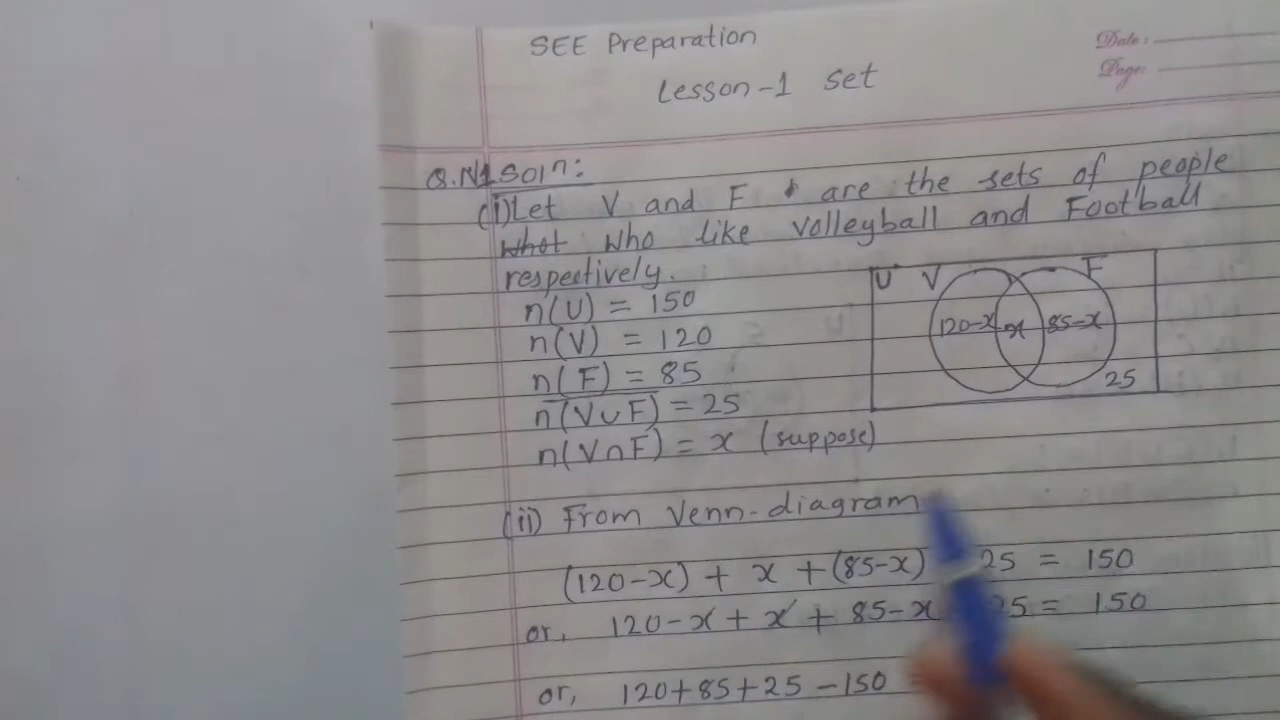 SEE Preparation
Date:
Lesson-1 Set
Page:
Q.N1 Soln:
(i) Let V and F are the sets of people
who like volleyball and Football
respectively.
n(U) = 150
n(V) = 120
n(F) = 85
n(V∪F) = 25
n(V∩F) = x (suppose)
U V F
120-x x 85-x
25
(ii) From Venn-diagram
(120-x) + x + (85-x) 25 = 150
or, 120-x + x + 85-x 25 = 150
or, 120+85+25-150